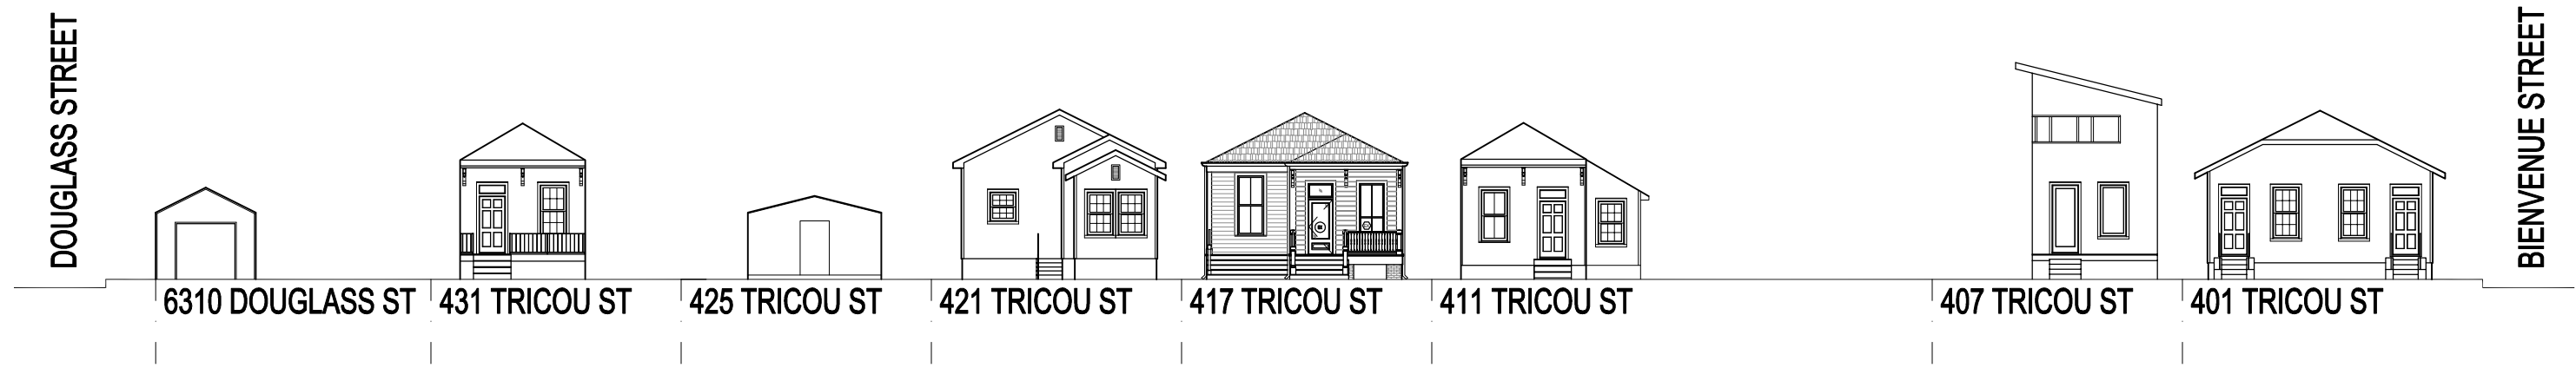 DOUGLASS STREET
6310 DOUGLASS ST
431 TRICOU ST
425 TRICOU ST
421 TRICOU ST
417 TRICOU ST
411 TRICOU ST
407 TRICOU ST
401 TRICOU ST
BIENVENUE STREET